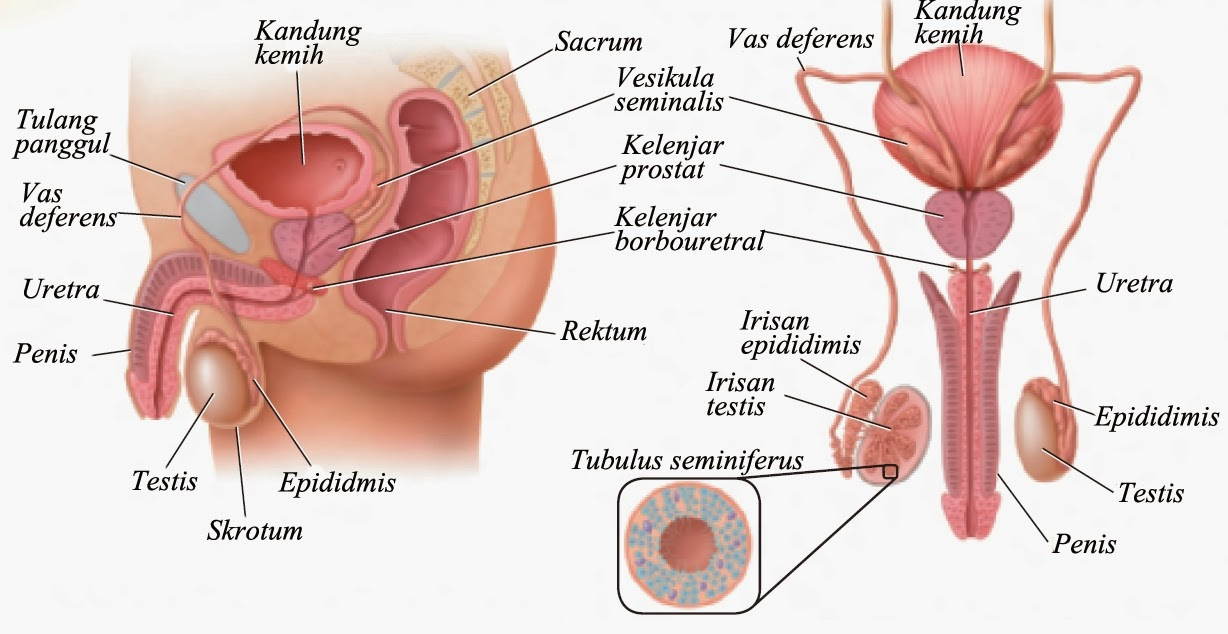 Kandung
kemih
Sacrum
Vesikula
seminalis
Tulang
panggul
Kelenjar
prostat
Vas
deferens
Kelenjar
borbouretral
Uretra
Penis
Rektum
Testis
Epididmis
Skrotum
Kandung
kemih
Vas deferens
Uretra
Irisan
epididimis
Irisan
testis
Epididimis
Tubulus seminiferus
Testis
Penis